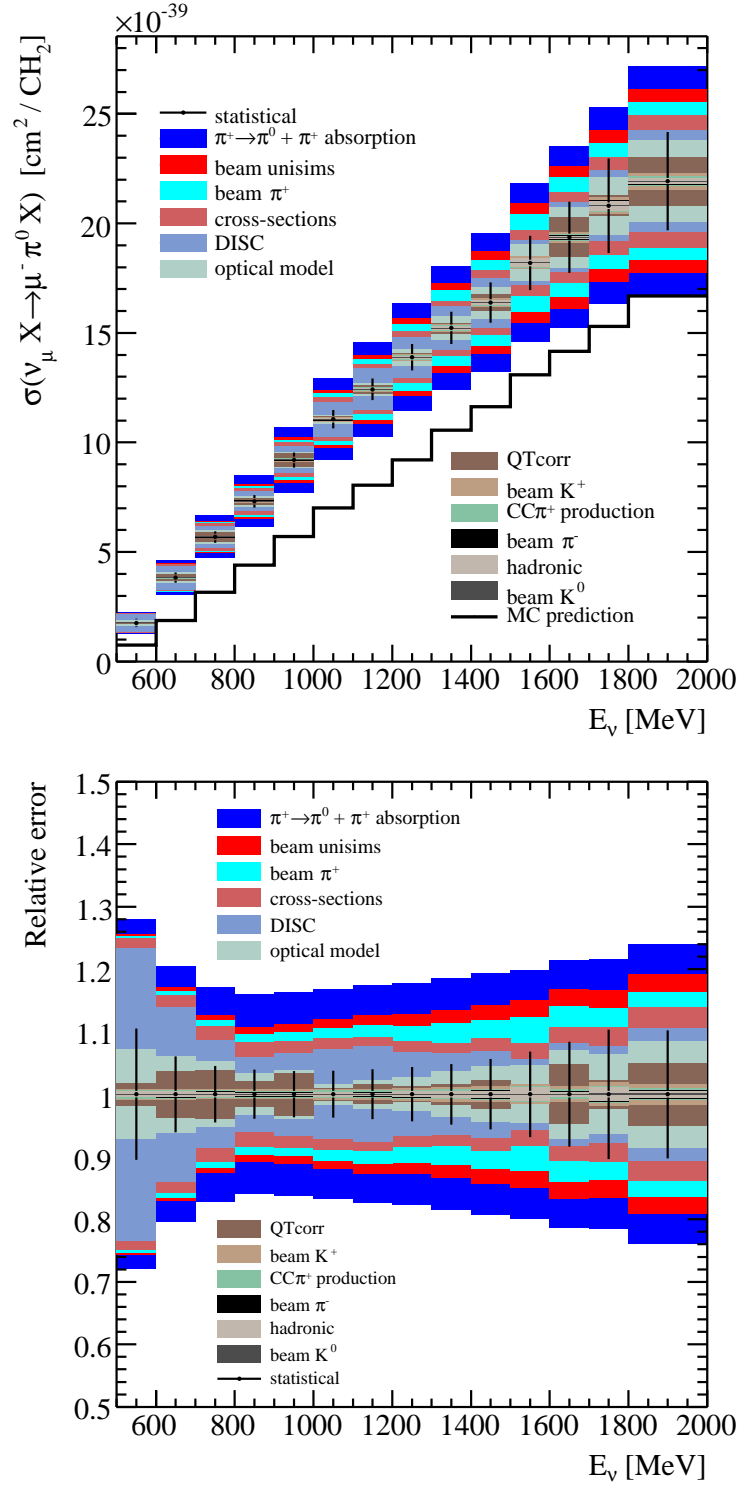 ×10⁻³⁹
σ(ν_μ X→μ⁻ π⁰ X) [cm² / CH₂]
25
20
15
10
5
0
statistical
π⁺→π⁰ + π⁺ absorption
beam unisims
beam π⁺
cross-sections
DISC
optical model
QTcorr
beam K⁺
CCπ⁺ production
beam π⁻
hadronic
beam K⁰
MC prediction
600 800 1000 1200 1400 1600 1800 2000
E_ν [MeV]
Relative error
1.5
1.4
1.3
1.2
1.1
1
0.9
0.8
0.7
0.6
0.5
π⁺→π⁰ + π⁺ absorption
beam unisims
beam π⁺
cross-sections
DISC
optical model
QTcorr
beam K⁺
CCπ⁺ production
beam π⁻
hadronic
beam K⁰
statistical
600 800 1000 1200 1400 1600 1800 2000
E_ν [MeV]